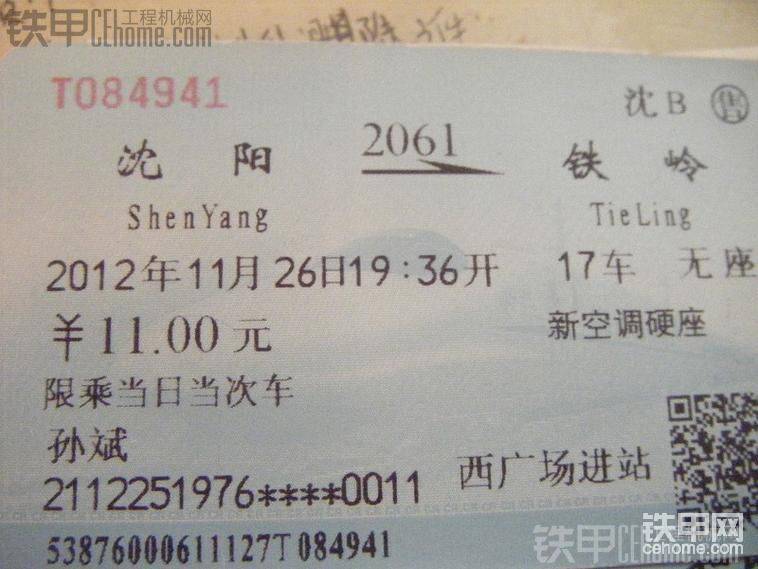 铁甲 工程机械网
CEhome.com
T084941
沈B 售
沈阳 2061 铁岭
ShenYang TieLing
2012年11月26日19:36开 17车 无座
¥11.00元 新空调硬座
限乘当日当次车
孙斌
2112251976****0011 西广场进站
53876000611127T084941
铁甲网
cehome.com